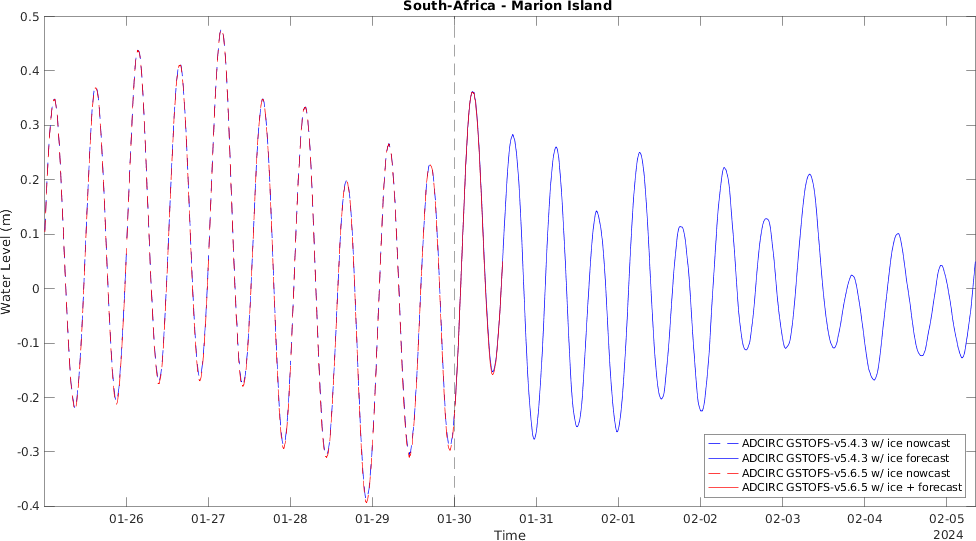 South-Africa - Marion Island
0.5
0.4
0.3
0.2
0.1
0
-0.1
-0.2
-0.3
-0.4
Water Level (m)
01-26 01-27 01-28 01-29 01-30 01-31 02-01 02-02 02-03 02-04 02-05
2024
Time
ADCIRC GSTOFS-v5.4.3 w/ ice nowcast
ADCIRC GSTOFS-v5.4.3 w/ ice forecast
ADCIRC GSTOFS-v5.6.5 w/ ice nowcast
ADCIRC GSTOFS-v5.6.5 w/ ice + forecast